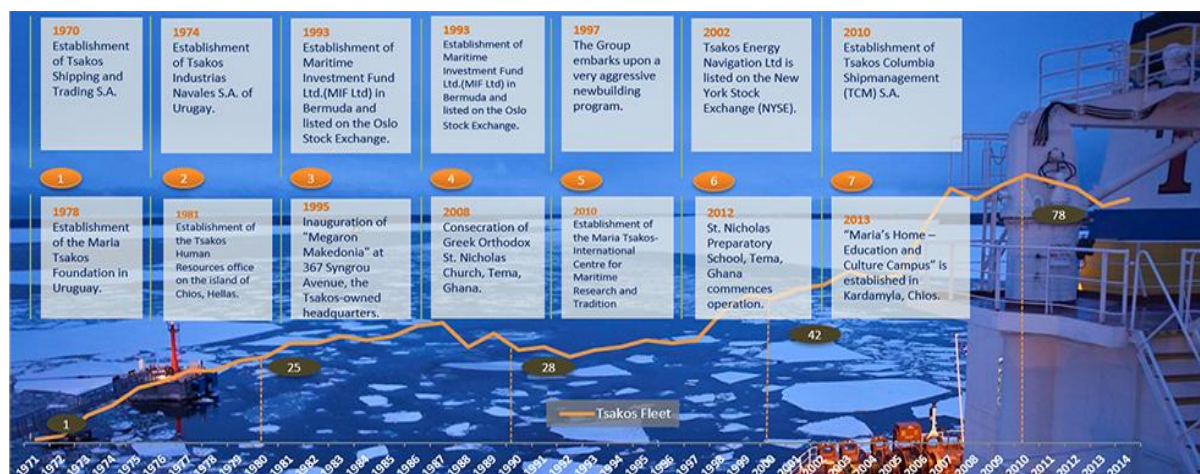 1970
Establishment
of Tsakos
Shipping and
Trading S.A.
1974
Establishment
of Tsakos
Industrias
Navales S.A. of
Urugay.
1993
Establishment of
Maritime
Investment Fund
Ltd.(MIF Ltd) in
Bermuda and
listed on the Oslo
Stock Exchange.
1993
Establishment of
Maritime
Investment Fund
Ltd.(MIF Ltd) in
Bermuda and
listed on the Oslo
Stock Exchange.
1997
The Group
embarks upon a
very aggressive
newbuilding
program.
2002
Tsakos Energy
Navigation Ltd is
listed on the New
York Stock
Exchange (NYSE).
2010
Establishment of
Tsakos Columbia
Shipmanagement
(TCM) S.A.
1
2
3
4
5
6
7
1978
Establishment
of the Maria
Tsakos
Foundation in
Uruguay.
1981
Establishment of
the Tsakos
Human
Resources office
on the island of
Chios, Hellas.
1995
Inauguration of
"Megaron
Makedonia" at
367 Syngrou
Avenue, the
Tsakos-owned
headquarters.
2008
Consecration of
Greek Orthodox
St. Nicholas
Church, Tema,
Ghana.
2010
Establishment of
the Maria Tsakos-
International
Centre for
Maritime
Research and
Tradition
2012
St. Nicholas
Preparatory
School, Tema,
Ghana
commences
operation.
2013
"Maria's Home –
Education and
Culture Campus" is
established in
Kardamyla, Chios.
1
25
28
42
78
Tsakos Fleet
1971 1972 1973 1974 1975 1976 1977 1978 1979 1980 1981 1982 1983 1984 1985 1986 1987 1988 1989 1990 1991 1992 1993 1994 1995 1996 1997 1998 1999 2000 2001 2002 2003 2004 2005 2006 2007 2008 2009 2010 2011 2012 2013 2014